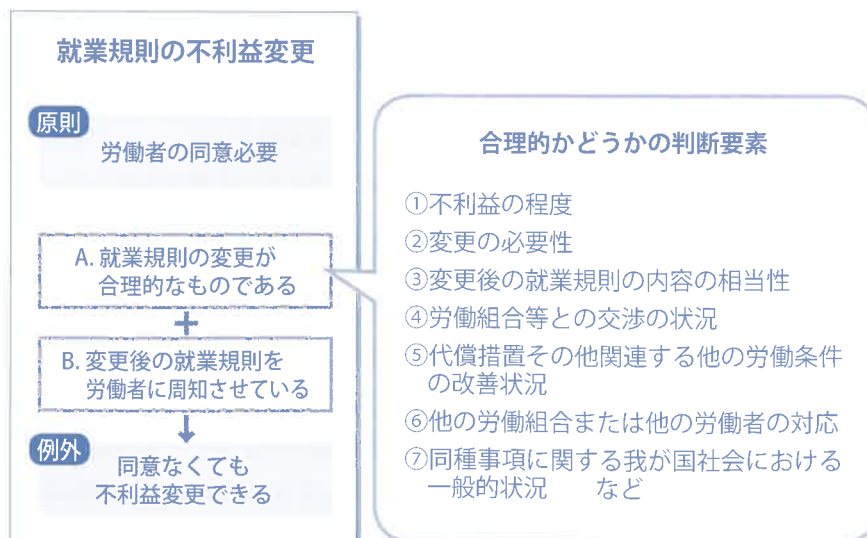 就業規則の不利益変更
原則
労働者の同意必要
A. 就業規則の変更が
合理的なものである
+
B. 変更後の就業規則を
労働者に周知させている
例外
同意なくても
不利益変更できる
合理的かどうかの判断要素
①不利益の程度
②変更の必要性
③変更後の就業規則の内容の相当性
④労働組合等との交渉の状況
⑤代償措置その他関連する他の労働条件
の改善状況
⑥他の労働組合または他の労働者の対応
⑦同種事項に関する我が国社会における
一般的状況　　など